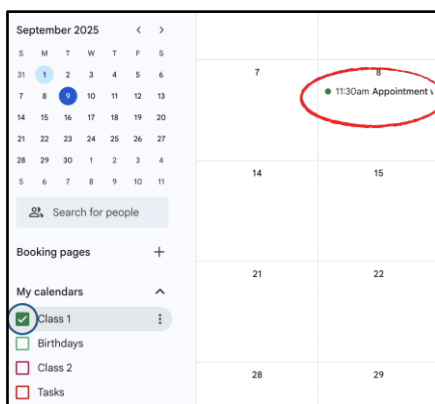 September 2025
S M T W T F S
31 1 2 3 4 5 6
7 8 9 10 11 12 13
14 15 16 17 18 19 20
21 22 23 24 25 26 27
28 29 30 1 2 3 4
5 6 7 8 9 10 11
Search for people
Booking pages
My calendars
Class 1
Birthdays
Class 2
Tasks
7 8
11:30am Appointment
14 15
21 22
28 29